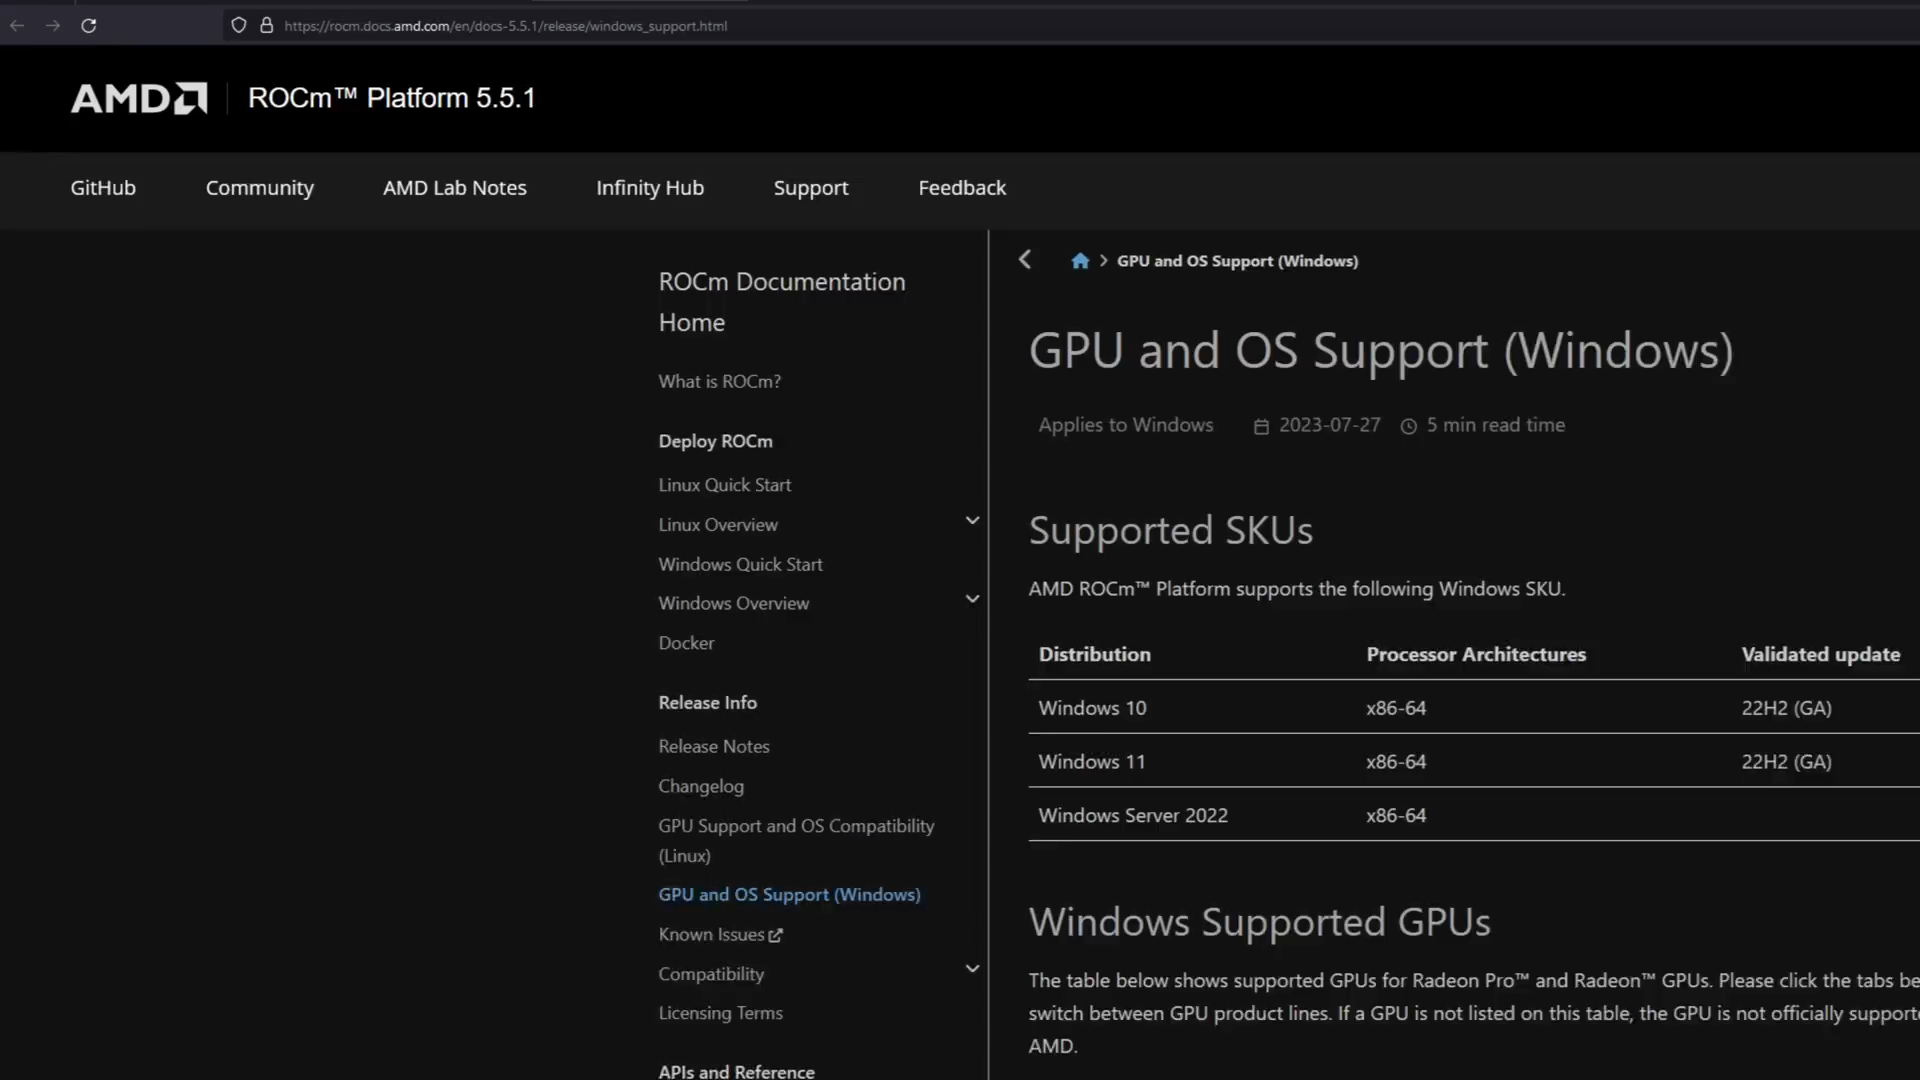 https://rocm.docs.amd.com/en/docs-5.5.1/release/windows_support.html
AMD
ROCm™ Platform 5.5.1
GitHub
Community
AMD Lab Notes
Infinity Hub
Support
Feedback
ROCm Documentation
Home
What is ROCm?
Deploy ROCm
Linux Quick Start
Linux Overview
Windows Quick Start
Windows Overview
Docker
Release Info
Release Notes
Changelog
GPU Support and OS Compatibility
(Linux)
GPU and OS Support (Windows)
Known Issues
Compatibility
Licensing Terms
APIs and Reference
GPU and OS Support (Windows)
GPU and OS Support (Windows)
Applies to Windows 2023-07-27 5 min read time
Supported SKUs
AMD ROCm™ Platform supports the following Windows SKU.
Distribution Processor Architectures Validated update
Windows 10 x86-64 22H2 (GA)
Windows 11 x86-64 22H2 (GA)
Windows Server 2022 x86-64
Windows Supported GPUs
The table below shows supported GPUs for Radeon Pro™ and Radeon™ GPUs. Please click the tabs be
switch between GPU product lines. If a GPU is not listed on this table, the GPU is not officially supporte
AMD.